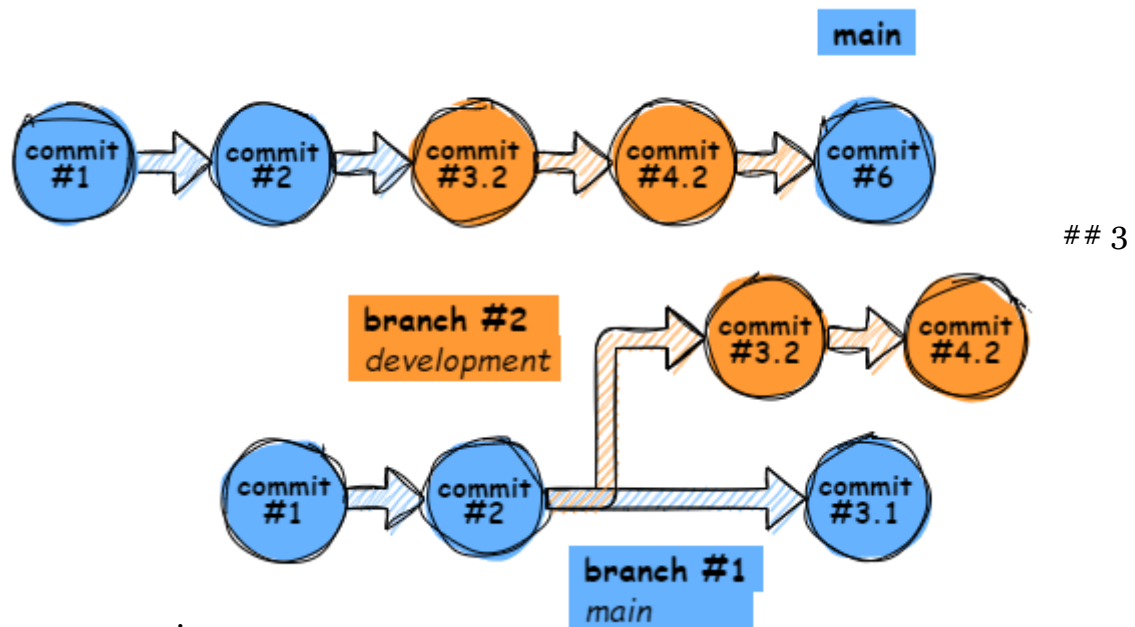 main
commit
#1
commit
#2
commit
#3.2
commit
#4.2
commit
#6
## 3
branch #2
development
commit
#3.2
commit
#4.2
commit
#1
commit
#2
commit
#3.1
branch #1
main